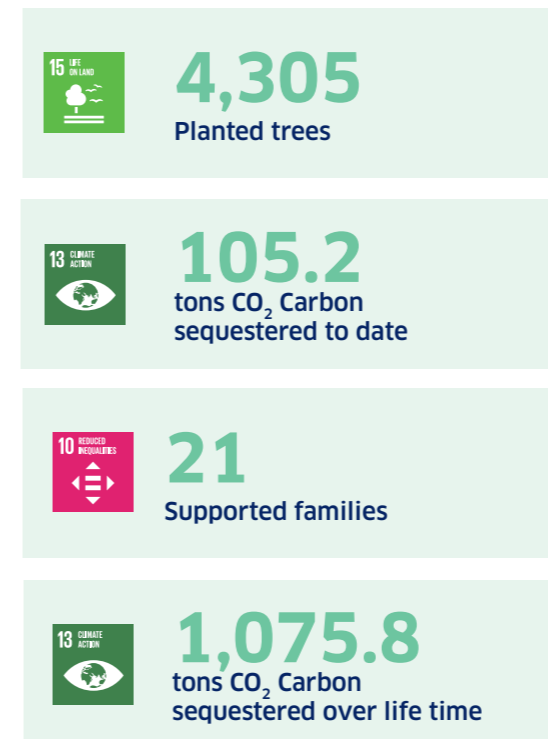 15 LIFE
ON LAND
4,305
Planted trees
13 CLIMATE
ACTION
105.2
tons CO₂ Carbon
sequestered to date
10 REDUCED
INEQUALITIES
21
Supported families
13 CLIMATE
ACTION
1,075.8
tons CO₂ Carbon
sequestered over life time